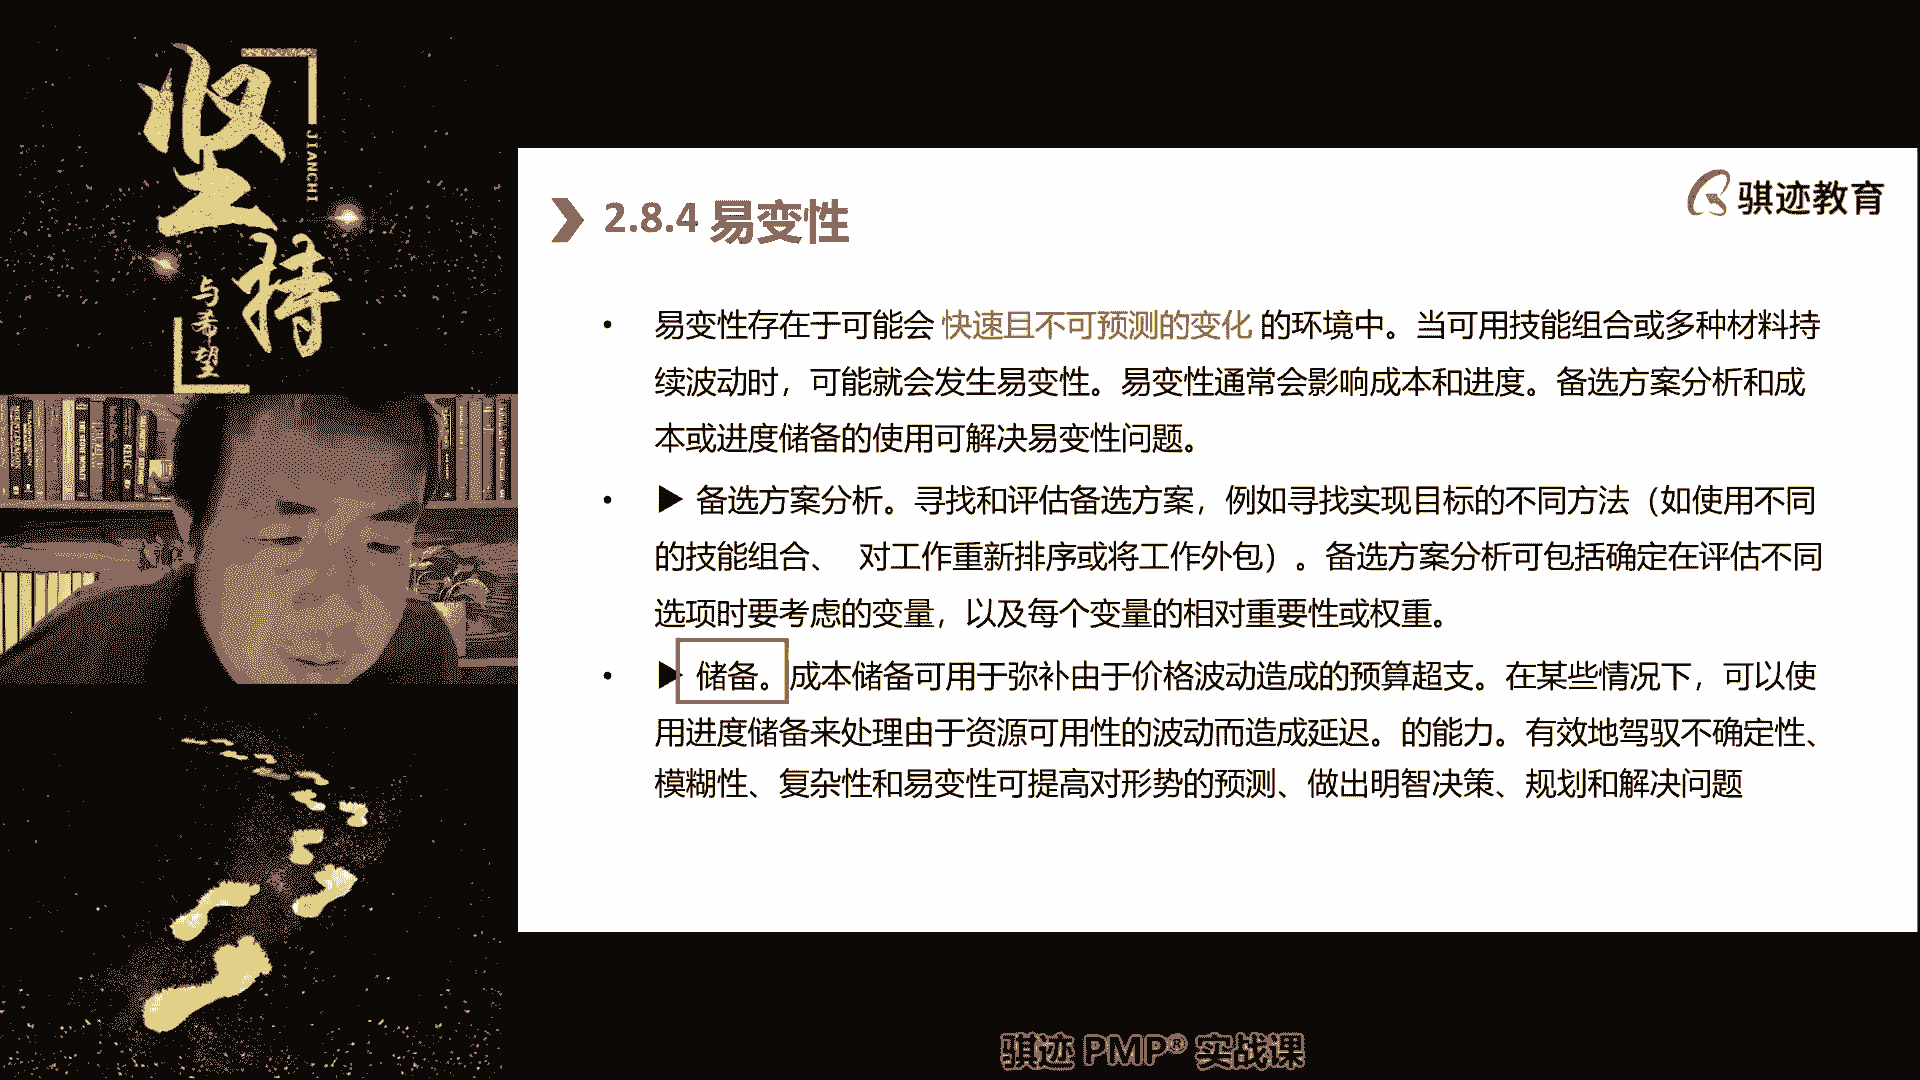 坚持
JIANCHI
与希望
骐迹教育
2.8.4 易变性
• 易变性存在于可能会 快速且不可预测的变化 的环境中。当可用技能组合或多种材料持
续波动时，可能就会发生易变性。易变性通常会影响成本和进度。备选方案分析和成
本或进度储备的使用可解决易变性问题。
• ▶ 备选方案分析。寻找和评估备选方案，例如寻找实现目标的不同方法（如使用不同
的技能组合、 对工作重新排序或将工作外包）。备选方案分析可包括确定在评估不同
选项时要考虑的变量，以及每个变量的相对重要性或权重。
• ▶ 储备。成本储备可用于弥补由于价格波动造成的预算超支。在某些情况下，可以使
用进度储备来处理由于资源可用性的波动而造成延迟。的能力。有效地驾驭不确定性、
模糊性、复杂性和易变性可提高对形势的预测、做出明智决策、规划和解决问题
骐迹 PMP® 实战课